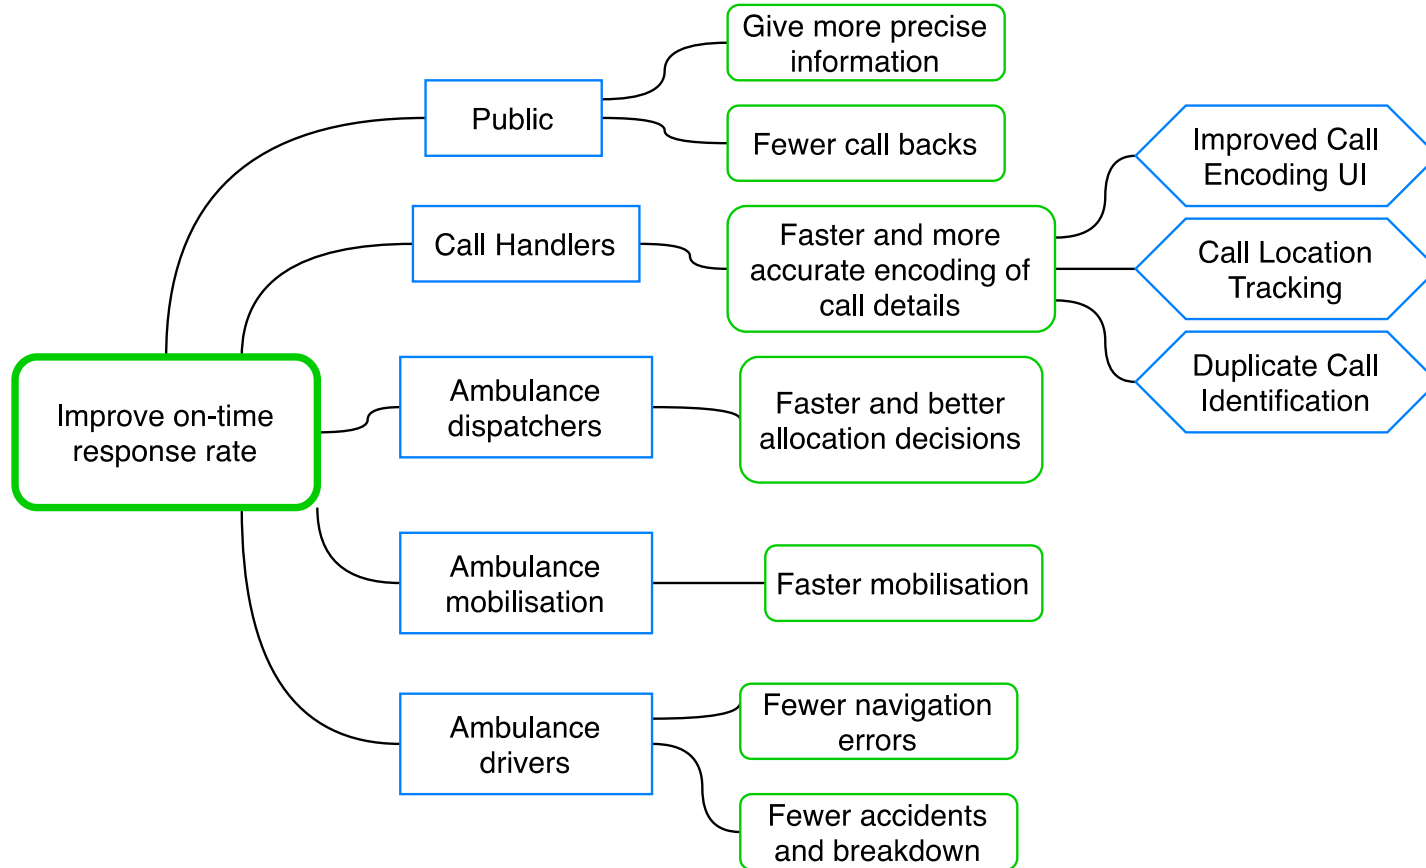 Give more precise
information
Public
Fewer call backs
Improved Call
Encoding UI
Call Handlers
Faster and more
accurate encoding of
call details
Call Location
Tracking
Duplicate Call
Identification
Improve on-time
response rate
Ambulance
dispatchers
Faster and better
allocation decisions
Ambulance
mobilisation
Faster mobilisation
Ambulance
drivers
Fewer navigation
errors
Fewer accidents
and breakdown